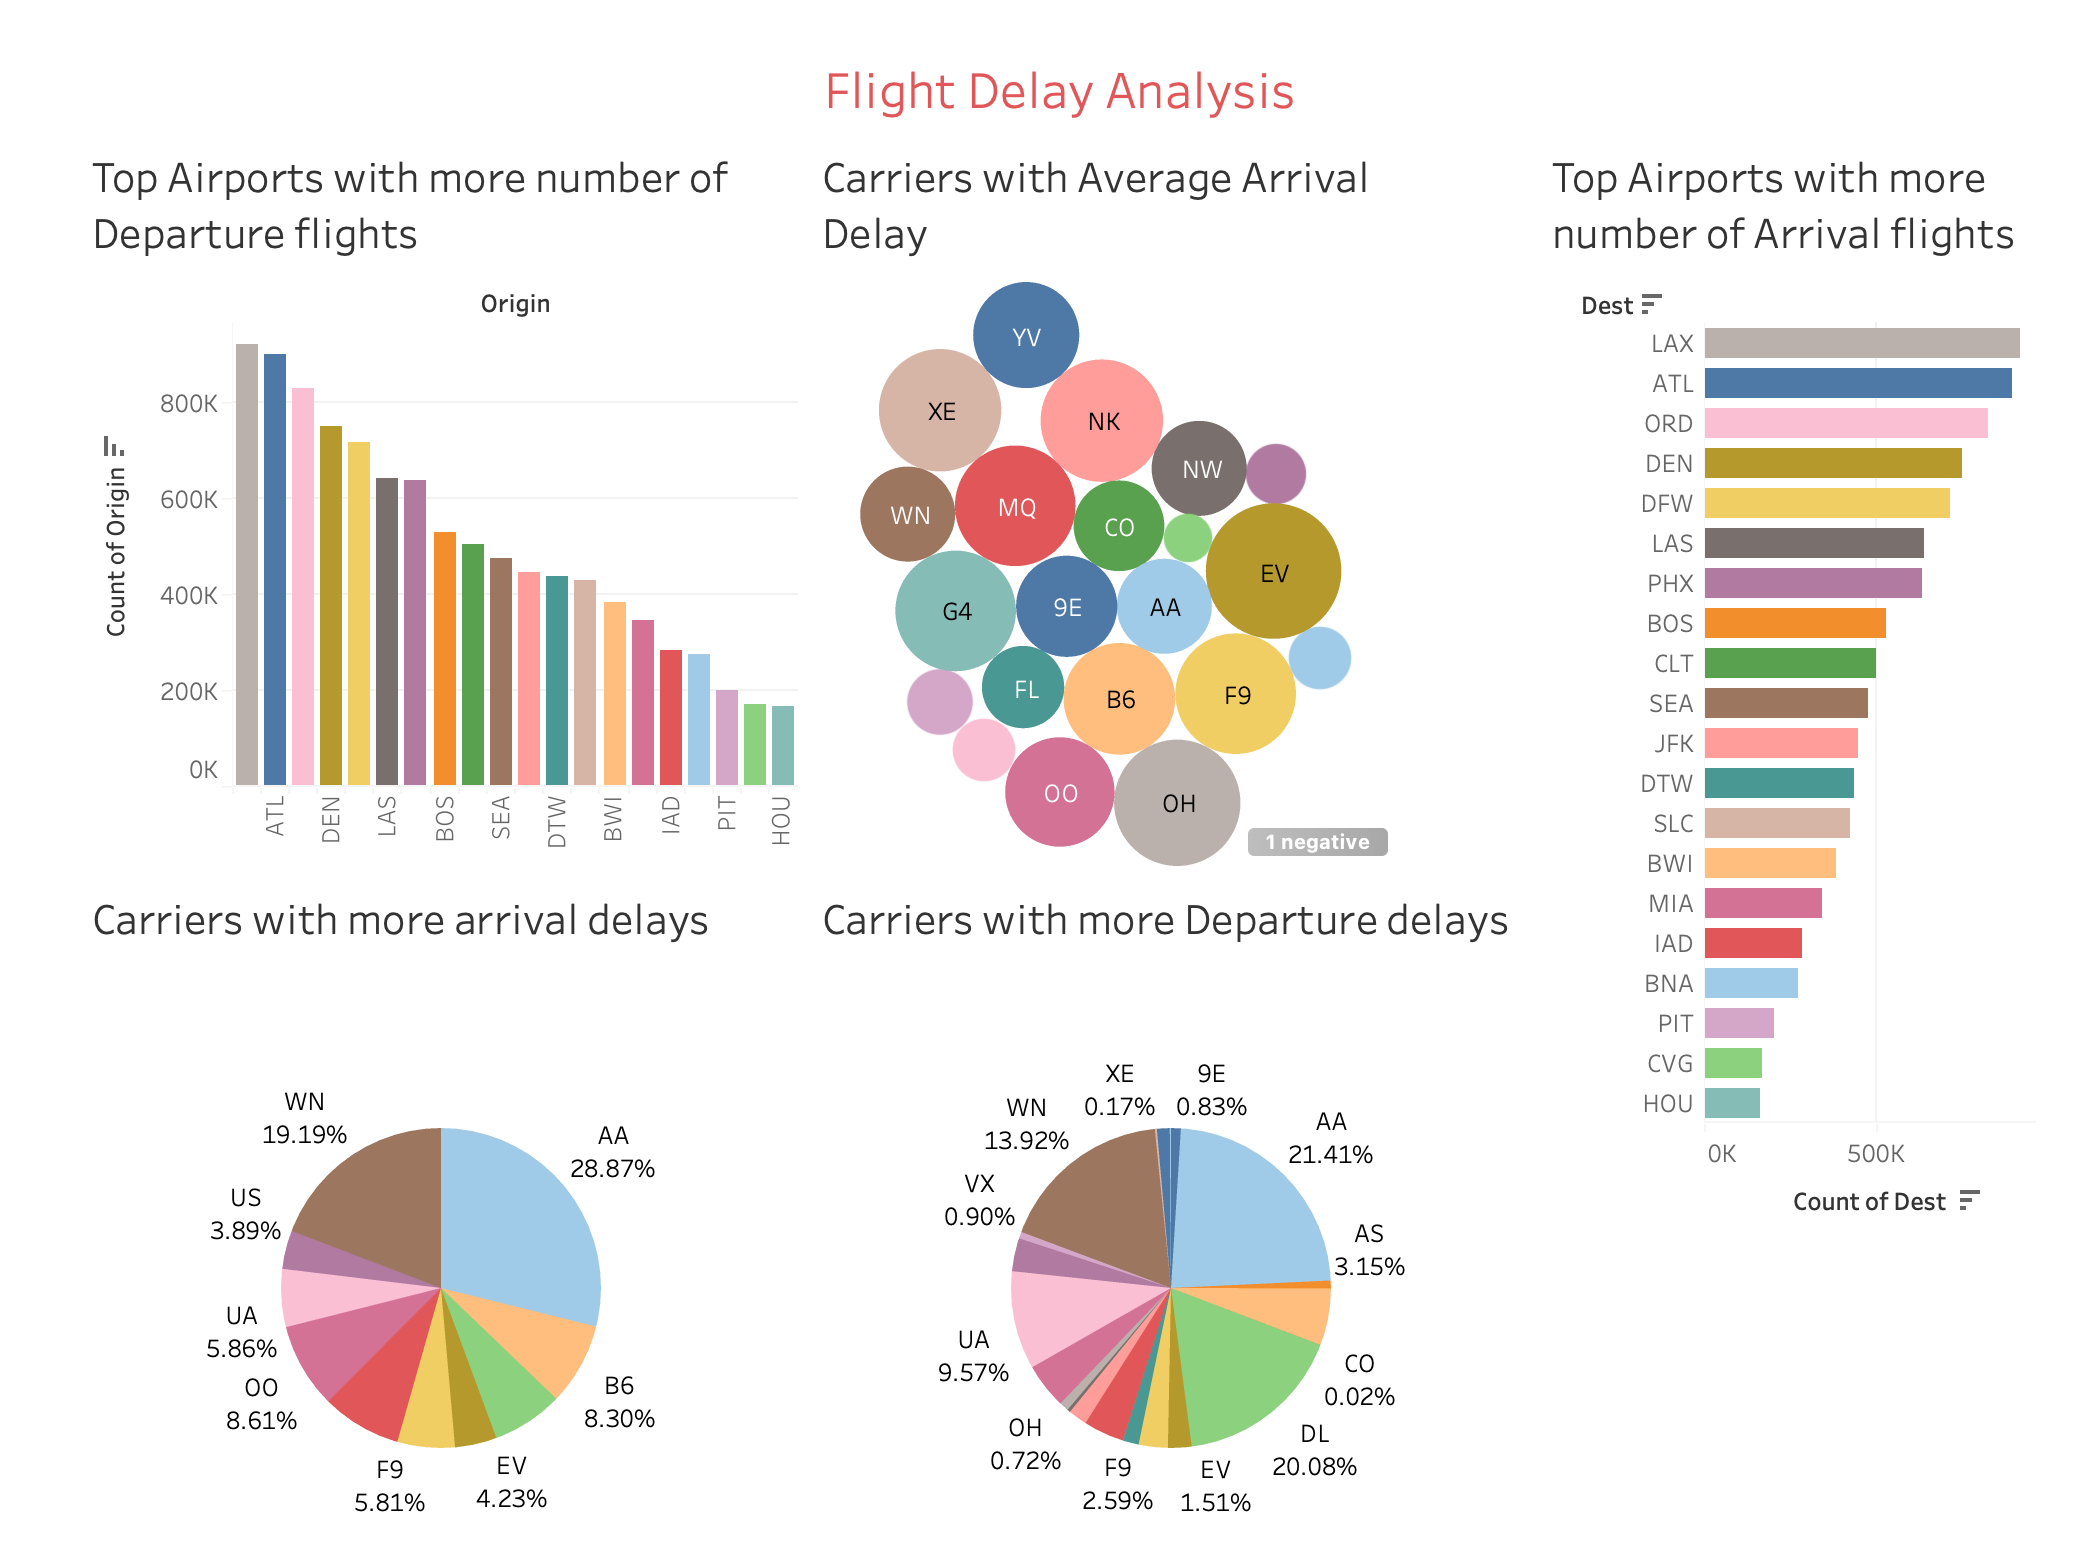 Flight Delay Analysis
Top Airports with more number of
Departure flights
Origin
Count of Origin
800K
600K
400K
200K
0K
ATL
DEN
LAS
BOS
SEA
DTW
BWI
IAD
PIT
HOU
Carriers with Average Arrival
Delay
YV
XE
NK
NW
WN
MQ
CO
EV
G4
9E
AA
FL
B6
F9
OO
OH
1 negative
Top Airports with more
number of Arrival flights
Dest
LAX
ATL
ORD
DEN
DFW
LAS
PHX
BOS
CLT
SEA
JFK
DTW
SLC
BWI
MIA
IAD
BNA
PIT
CVG
HOU
0K
500K
Count of Dest
Carriers with more arrival delays
WN
19.19%
AA
28.87%
US
3.89%
UA
5.86%
OO
8.61%
B6
8.30%
F9
5.81%
EV
4.23%
Carriers with more Departure delays
XE
0.17%
9E
0.83%
WN
13.92%
AA
21.41%
VX
0.90%
AS
3.15%
UA
9.57%
CO
0.02%
OH
0.72%
DL
20.08%
F9
2.59%
EV
1.51%